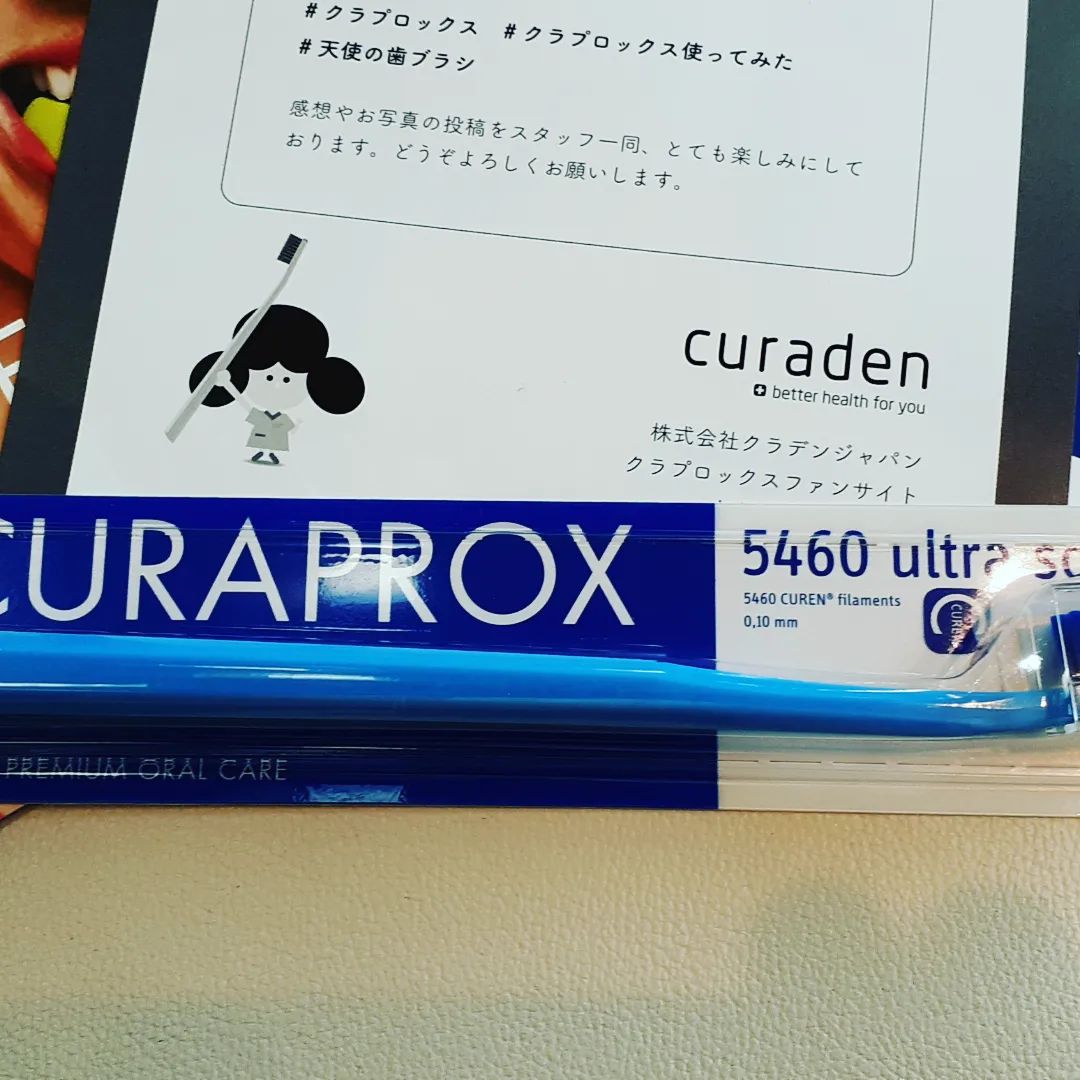 #クラプロックス #クラプロックス使ってみた
#天使の歯ブラシ
感想やお写真の投稿をスタッフ一同、とても楽しみにして
おります。どうぞよろしくお願いします。
curaden
better health for you
株式会社クラデンジャパン
クラプロックスファンサイト
CURAPROX
5460 ultra so
5460 CUREN® filaments
0,10 mm
CUREN
PREMIUM ORAL CARE